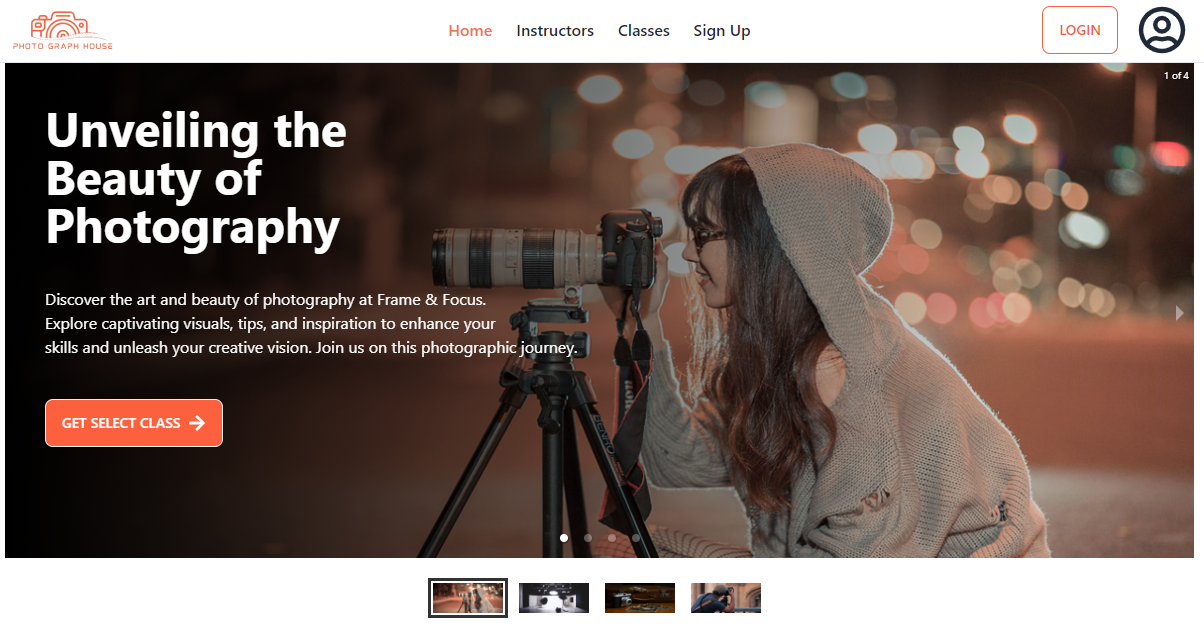 PHOTO GRAPH HOUSE
Home
Instructors
Classes
Sign Up
LOGIN
1 of 4
Unveiling the
Beauty of
Photography
Discover the art and beauty of photography at Frame & Focus.
Explore captivating visuals, tips, and inspiration to enhance your
skills and unleash your creative vision. Join us on this photographic journey.
GET SELECT CLASS
BENRO